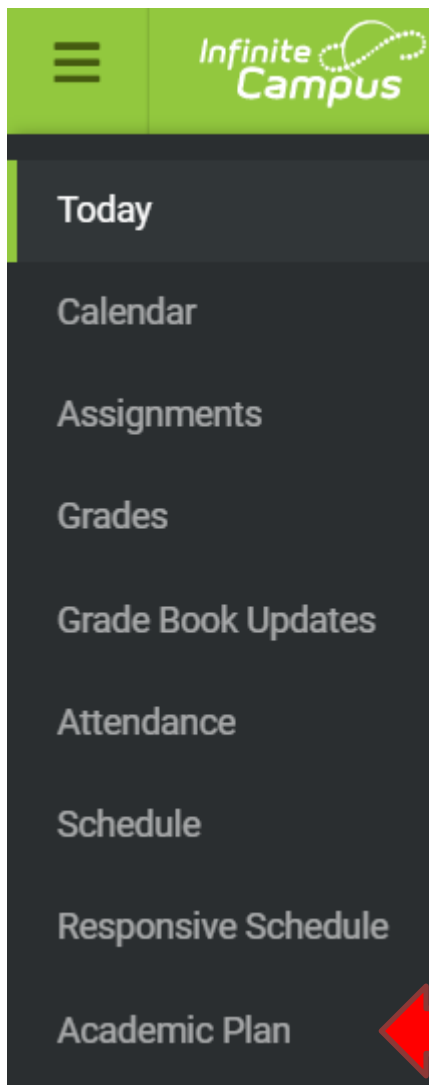 Infinite
Campus
Today
Calendar
Assignments
Grades
Grade Book Updates
Attendance
Schedule
Responsive Schedule
Academic Plan